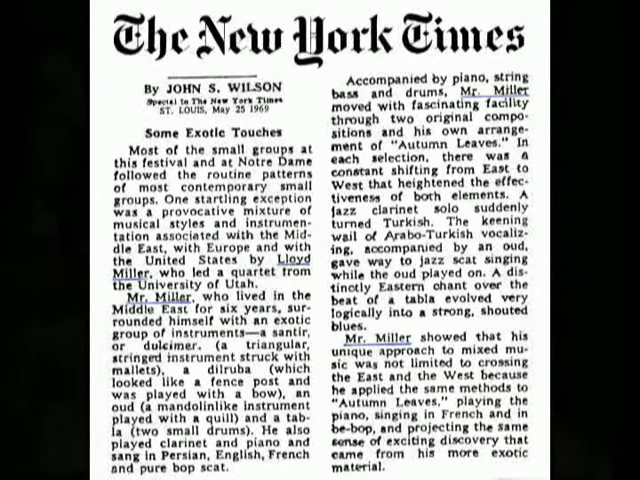 The New York Times
By JOHN S. WILSON
Special to The New York Times
ST. LOUIS, May 25 1969
Some Exotic Touches
Most of the small groups at
this festival and at Notre Dame
followed the routine patterns
of most contemporary small
groups. One startling exception
was a provocative mixture of
musical styles and instrumen-
tation associated with the Mid-
dle East, with Europe and with
the United States by Lloyd
Miller, who led a quartet from
the University of Utah.
Mr. Miller, who lived in the
Middle East for six years, sur-
rounded himself with an exotic
group of instruments—a santir,
or dulcimer. (a triangular,
stringed instrument struck with
mallets), a dilruba (which
looked like a fence post and
was played with a bow), an
oud (a mandolinlike instrument
played with a quill) and a tab-
la (two small drums). He also
played clarinet and piano and
sang in Persian, English, French
and pure bop scat.
Accompanied by piano, string
bass and drums, Mr. Miller
moved with fascinating facility
through two original compo-
sitions and his own arrange-
ment of "Autumn Leaves." In
each selection, there was a
constant shifting from East to
West that heightened the effec-
tiveness of both elements. A
jazz clarinet solo suddenly
turned Turkish. The keening
wail of Arabo-Turkish vocaliz-
ing, accompanied by an oud,
gave way to jazz scat singing
while the oud played on. A dis-
tinctly Eastern chant over the
beat of a tabla evolved very
logically into a strong, shouted
blues.
Mr. Miller showed that his
unique approach to mixed mu-
sic was not limited to crossing
the East and the West because
he applied the same methods to
"Autumn Leaves," playing the
piano, singing in French and in
be-bop, and projecting the same
sense of exciting discovery that
came from his more exotic
material.